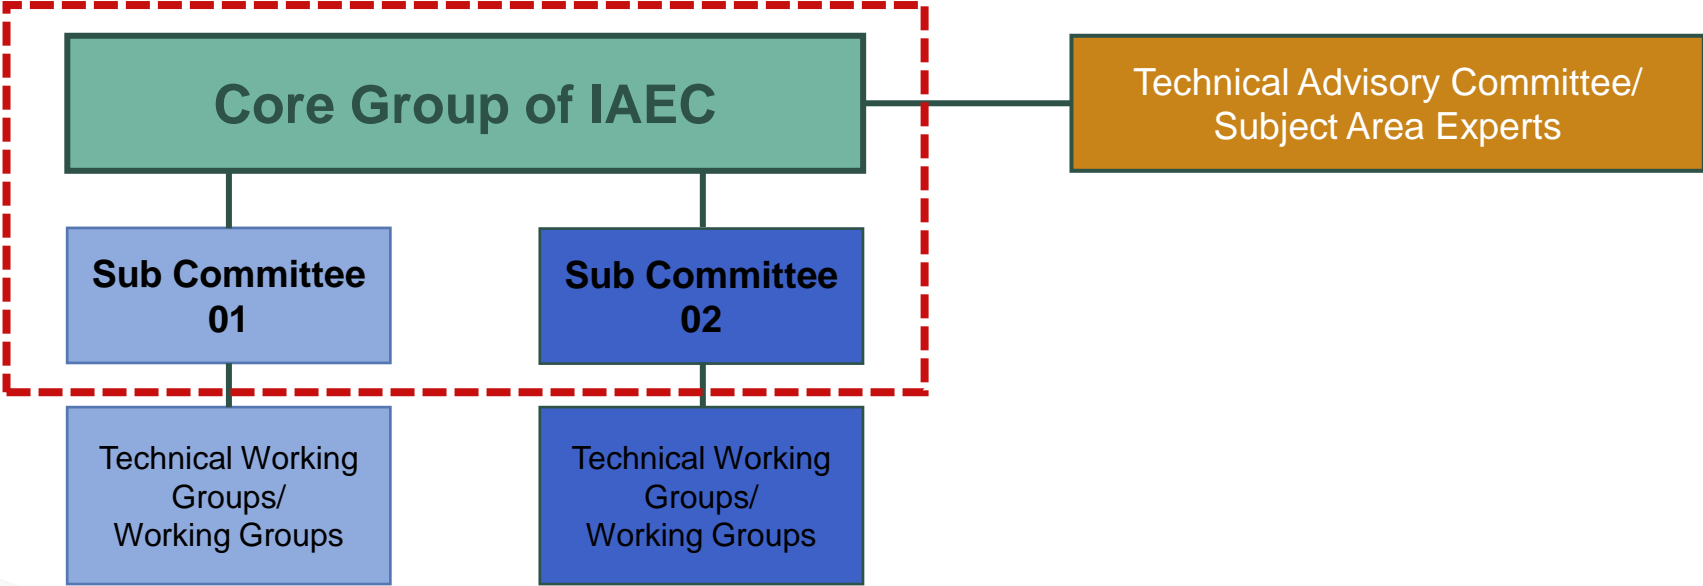 Core Group of IAEC
Technical Advisory Committee/
Subject Area Experts
Sub Committee
01
Sub Committee
02
Technical Working
Groups/
Working Groups
Technical Working
Groups/
Working Groups